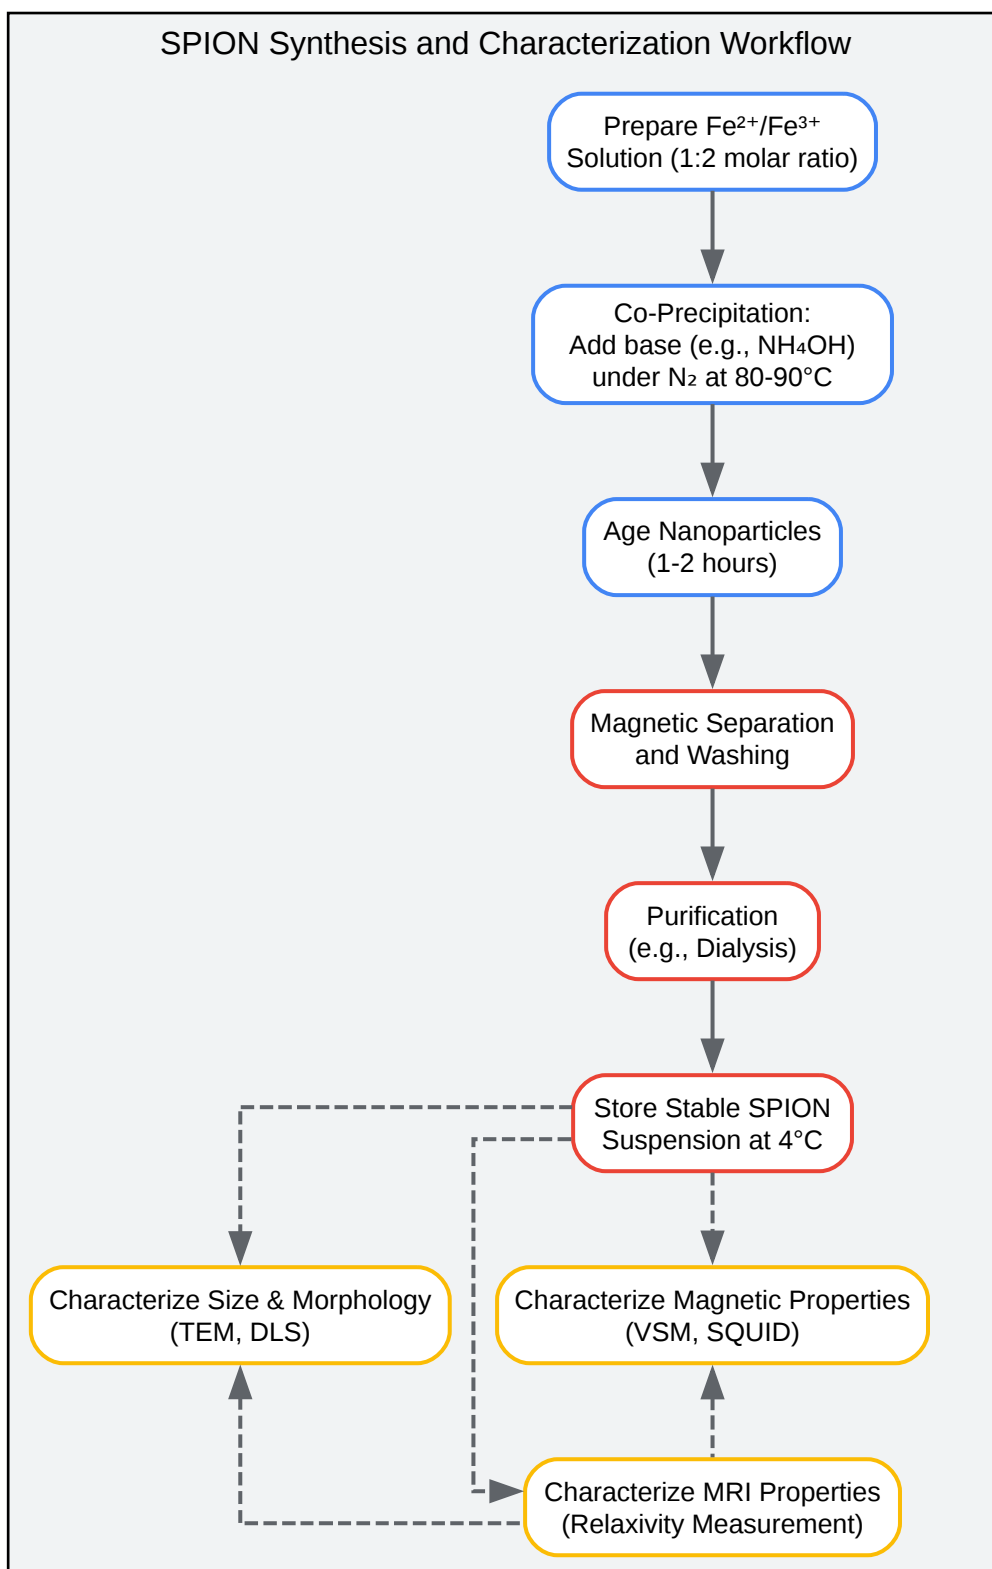 SPION Synthesis and Characterization Workflow
Prepare Fe²⁺/Fe³⁺
Solution (1:2 molar ratio)
Co-Precipitation:
Add base (e.g., NH₄OH)
under N₂ at 80-90°C
Age Nanoparticles
(1-2 hours)
Magnetic Separation
and Washing
Purification
(e.g., Dialysis)
Store Stable SPION
Suspension at 4°C
Characterize Size & Morphology
(TEM, DLS)
Characterize Magnetic Properties
(VSM, SQUID)
Characterize MRI Properties
(Relaxivity Measurement)